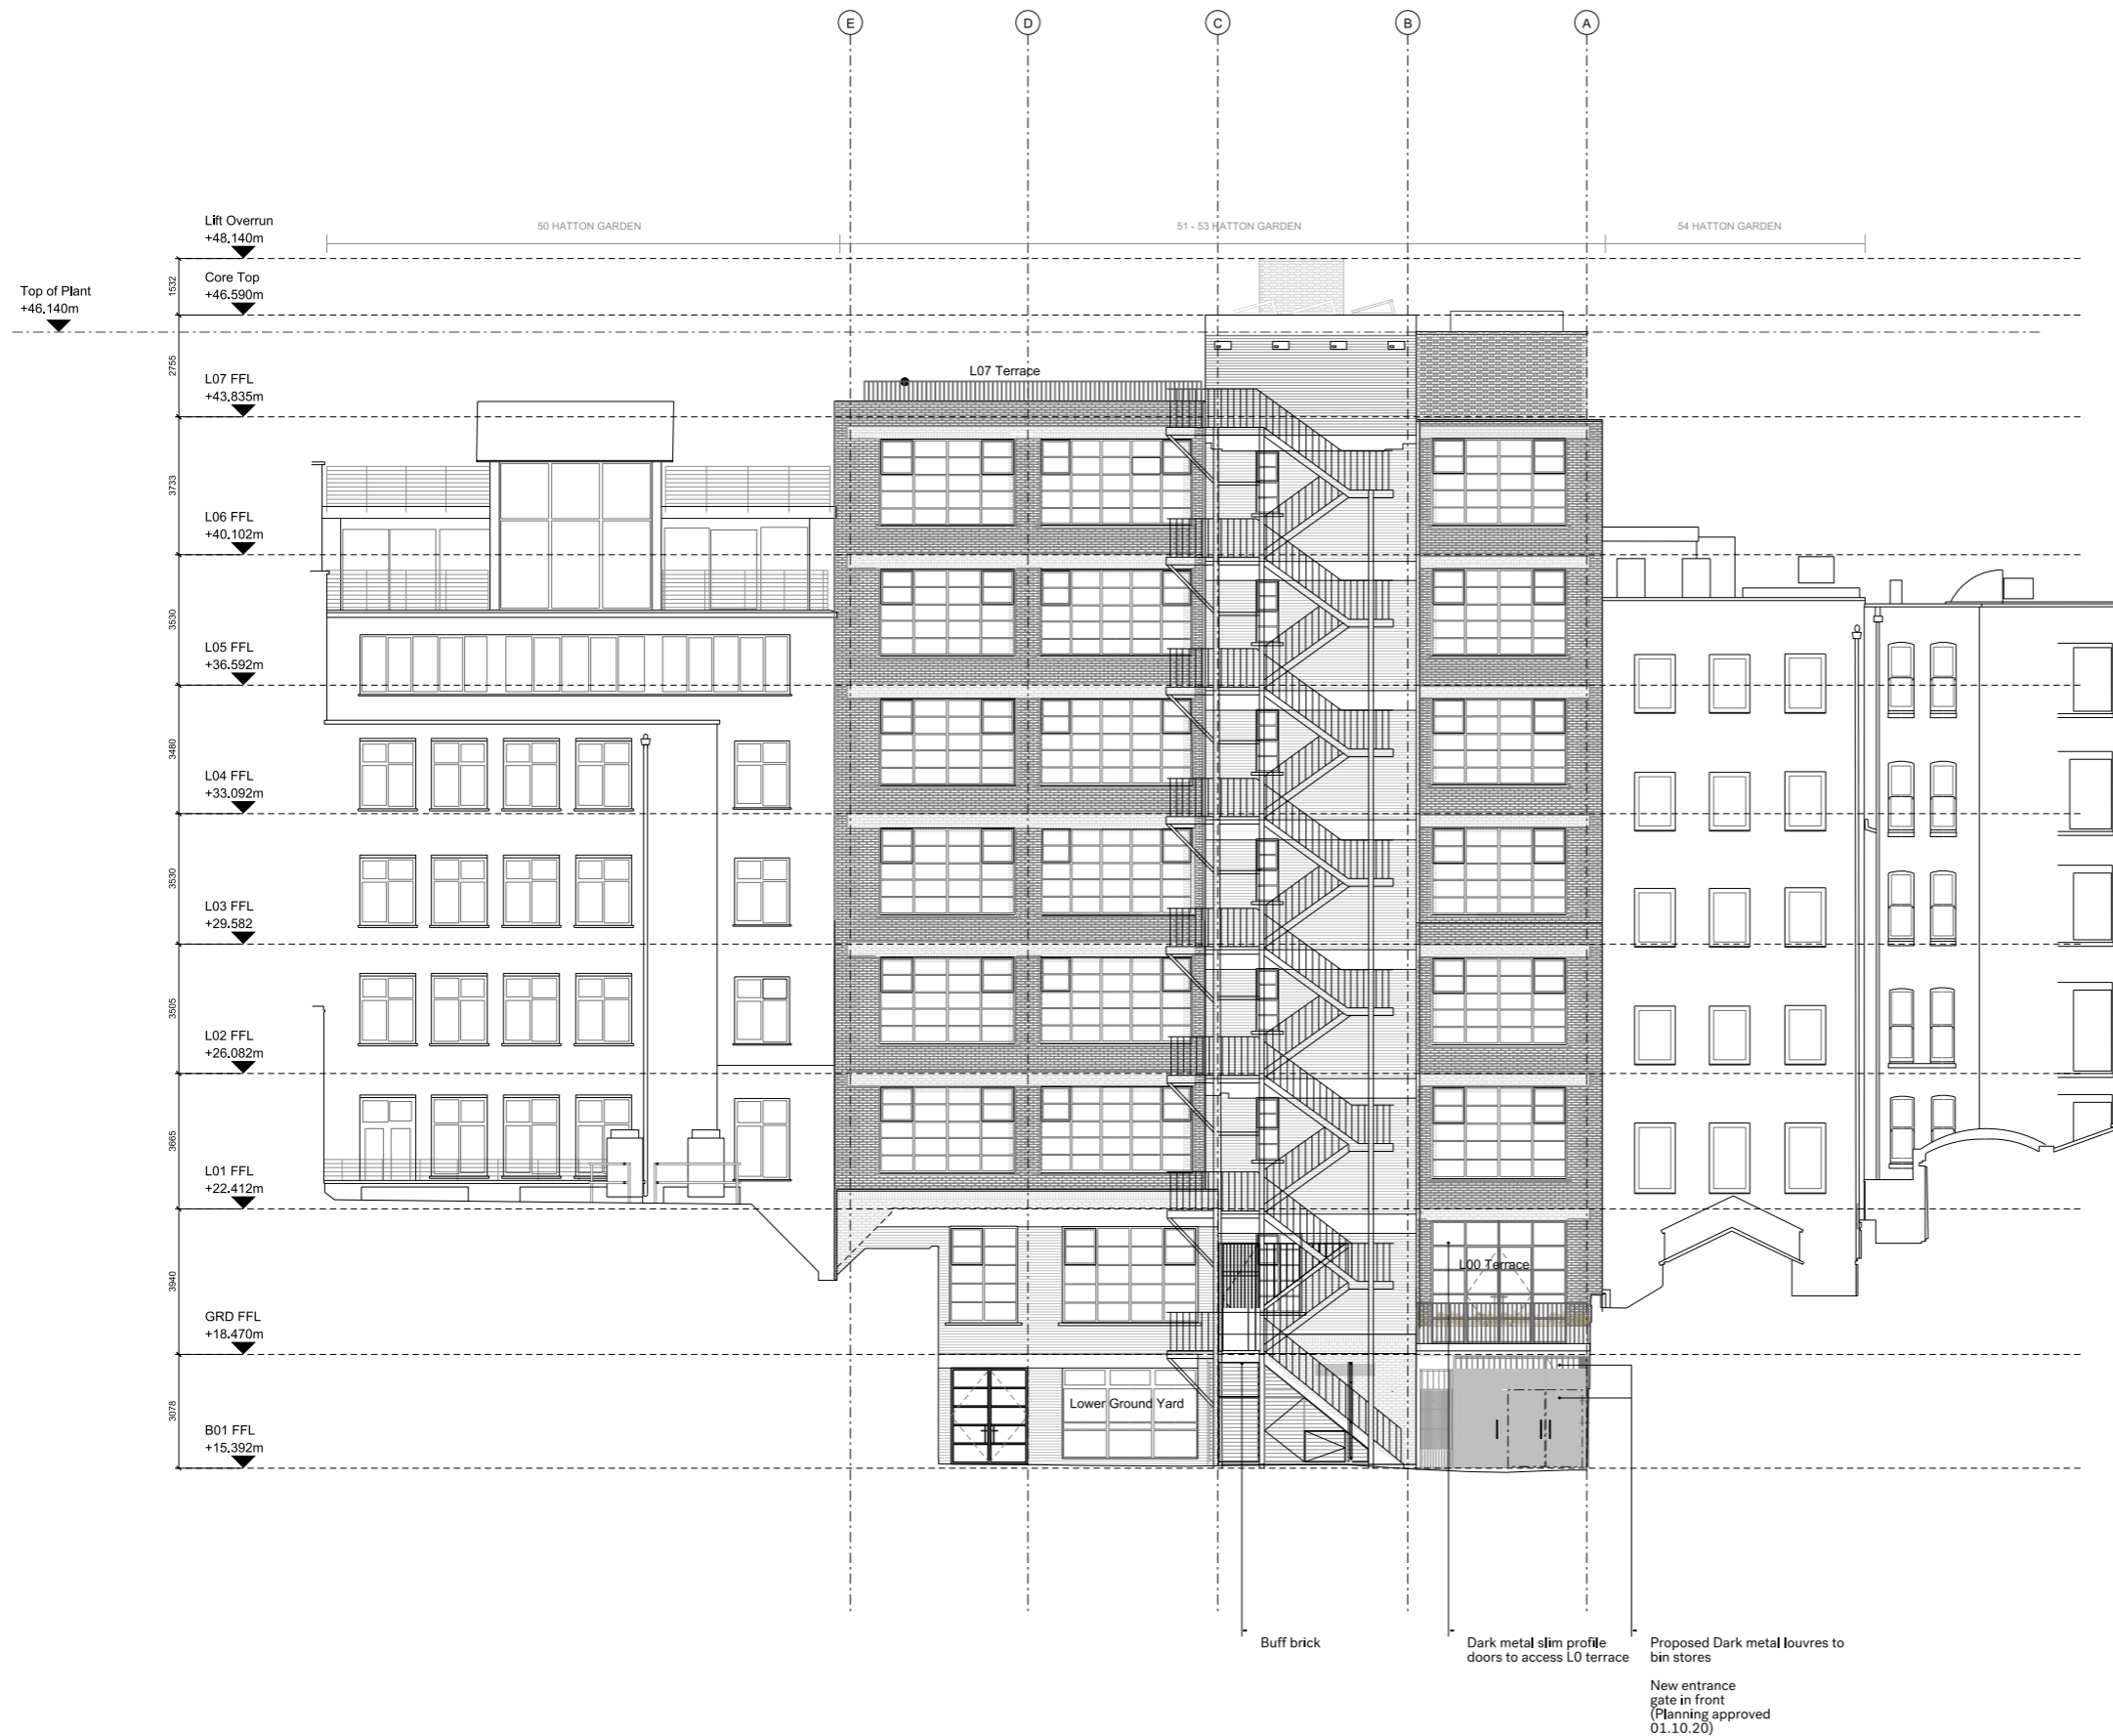 E
D
C
B
A
50 HATTON GARDEN
51 - 53 HATTON GARDEN
54 HATTON GARDEN
Lift Overrun
+48.140m
1532
Core Top
+46.590m
Top of Plant
+46.140m
2755
L07 FFL
+43.835m
L07 Terrace
3733
L06 FFL
+40.102m
3530
L05 FFL
+36.592m
3480
L04 FFL
+33.092m
3530
L03 FFL
+29.582
3505
L02 FFL
+26.082m
3665
L01 FFL
+22.412m
3940
L00 Terrace
GRD FFL
+18.470m
3078
Lower Ground Yard
B01 FFL
+15.392m
Buff brick
Dark metal slim profile
doors to access L0 terrace
Proposed Dark metal louvres to
bin stores
New entrance
gate in front
(Planning approved
01.10.20)